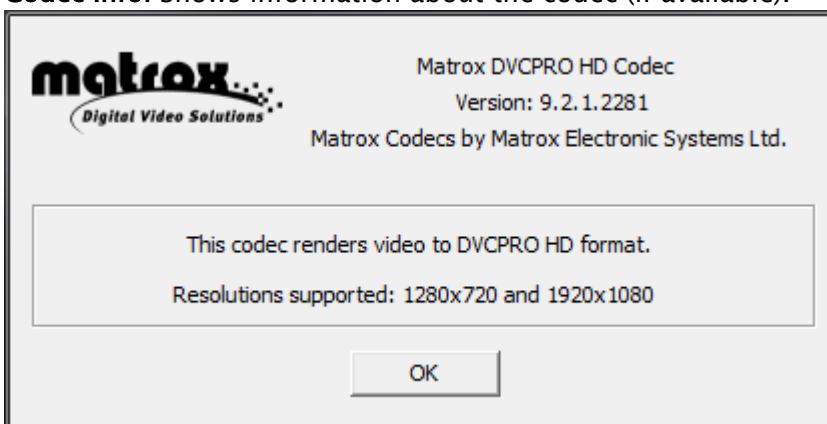 Codec Info: Shows information about the codec (if available).
matrox
Digital Video Solutions
Matrox DVCPRO HD Codec
Version: 9.2.1.2281
Matrox Codecs by Matrox Electronic Systems Ltd.
This codec renders video to DVCPRO HD format.
Resolutions supported: 1280x720 and 1920x1080
OK